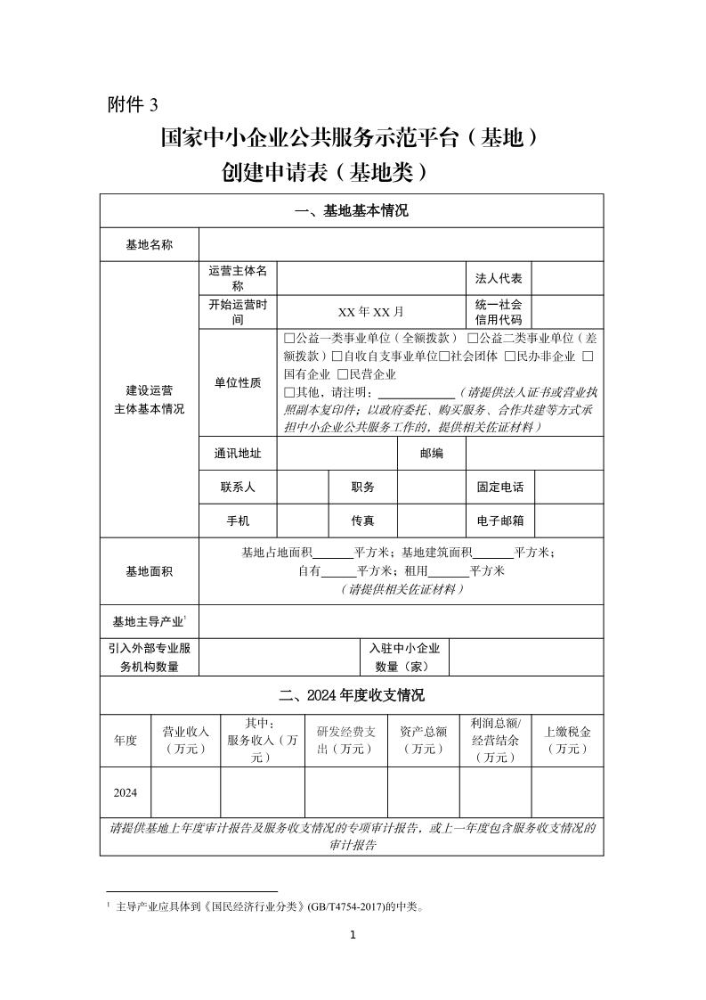 附件 3
国家中小企业公共服务示范平台（基地）
创建申请表（基地类）
一、基地基本情况
基地名称
建设运营
主体基本情况
运营主体名
称
法人代表
开始运营时
间
XX 年 XX 月
统一社会
信用代码
单位性质
□公益一类事业单位（全额拨款） □公益二类事业单位（差
额拨款）□自收自支事业单位□社会团体 □民办非企业 □
国有企业 □民营企业
□其他，请注明：____________（请提供法人证书或营业执
照副本复印件；以政府委托、购买服务、合作共建等方式承
担中小企业公共服务工作的，提供相关佐证材料）
通讯地址
邮编
联系人
职务
固定电话
手机
传真
电子邮箱
基地面积
基地占地面积______平方米；基地建筑面积______平方米；
自有______平方米；租用______平方米
（请提供相关佐证材料）
基地主导产业1
引入外部专业服
务机构数量
入驻中小企业
数量（家）
二、2024 年度收支情况
年度
营业收入
（万元）
其中：
服务收入（万
元）
研发经费支
出（万元）
资产总额
（万元）
利润总额/
经营结余
（万元）
上缴税金
（万元）
2024
请提供基地上年度审计报告及服务收支情况的专项审计报告，或上一年度包含服务收支情况的
审计报告
1 主导产业应具体到《国民经济行业分类》(GB/T4754-2017)的中类。
1